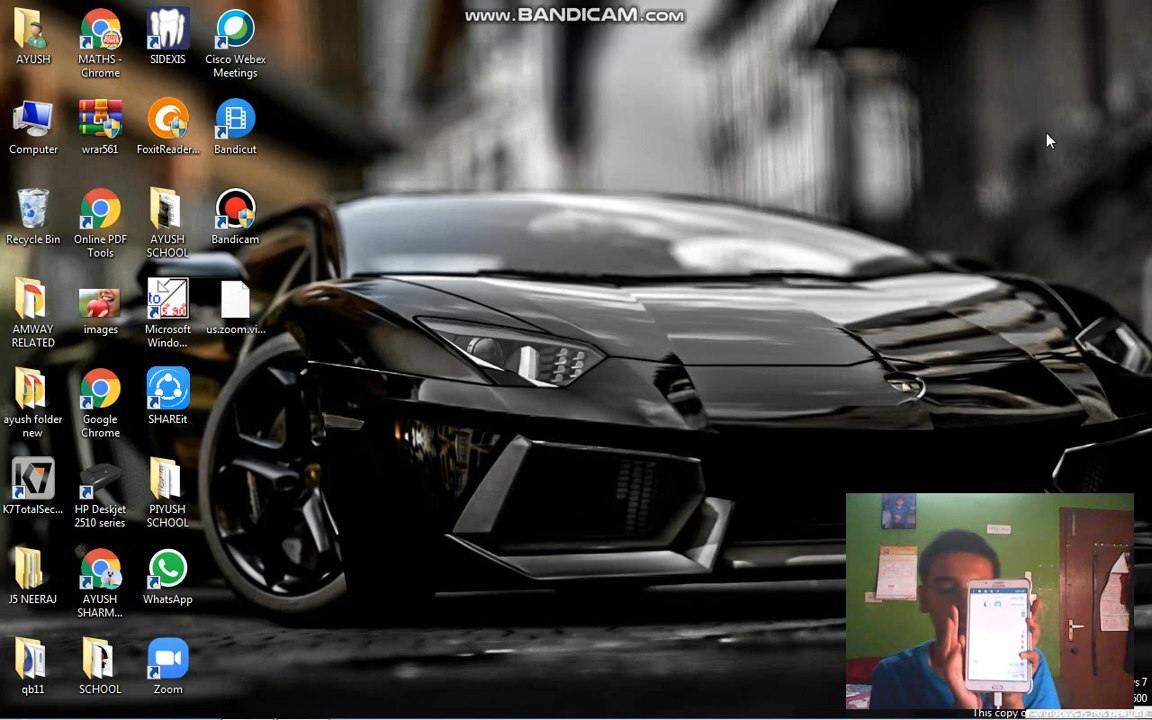 www.BANDICAM.com
AYUSH
MATHS -
Chrome
SIDEXIS
Cisco Webex
Meetings
Computer
wrar561
FoxitReader...
Bandicut
Recycle Bin
Online PDF
Tools
AYUSH
SCHOOL
Bandicam
AMWAY
RELATED
images
Microsoft
Windo...
us.zoom.vi...
ayush folder
new
Google
Chrome
SHAREit
K7TotalSec...
HP Deskjet
2510 series
PIYUSH
SCHOOL
J5 NEERAJ
AYUSH
SHARM...
WhatsApp
qb11
SCHOOL
Zoom
This copy